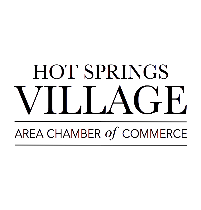 HOT SPRINGS
VILLAGE
AREA CHAMBER of COMMERCE